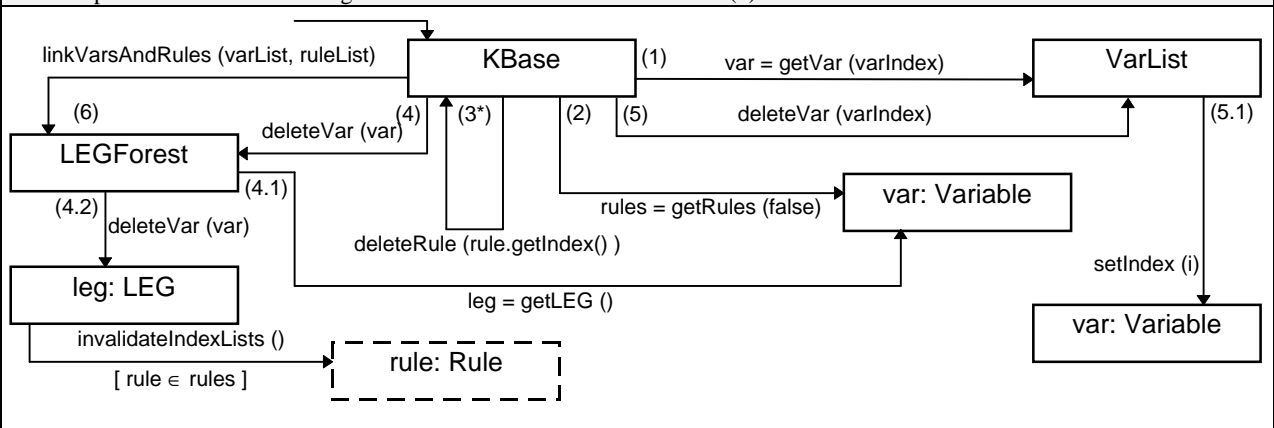 linkVarsAndRules (varList, ruleList)
KBase
(1)
var = getVar (varIndex)
VarList
(6)
(4)
(3*)
(2)
(5)
deleteVar (varIndex)
(5.1)
deleteVar (var)
LEGForest
(4.1)
(4.2)
rules = getRules (false)
var: Variable
deleteVar (var)
deleteRule (rule.getIndex() )
setIndex (i)
leg: LEG
leg = getLEG ()
var: Variable
invalidateIndexLists ()
rule: Rule
[ rule ∈ rules ]